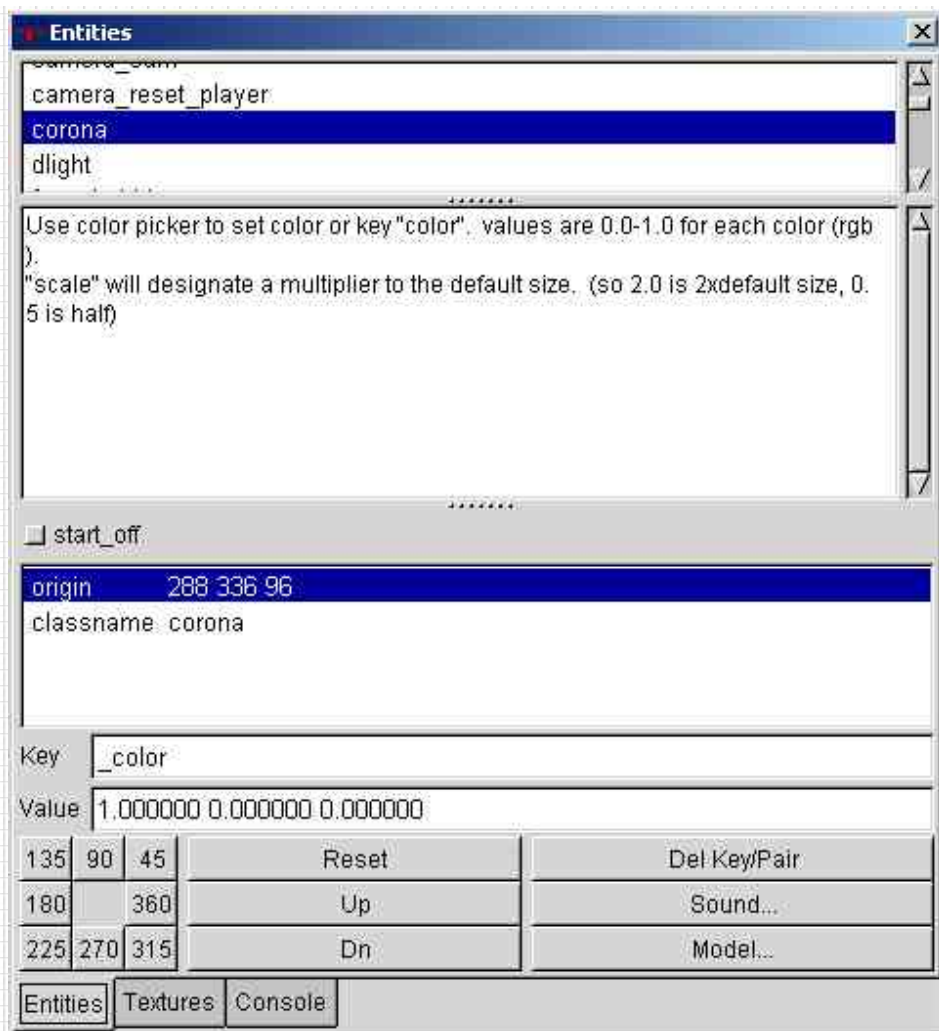 Entities
camera_reset_player
corona
dlight
Use color picker to set color or key "color".  values are 0.0-1.0 for each color (rgb
).
"scale" will designate a multiplier to the default size.  (so 2.0 is 2xdefault size, 0.
5 is half)
start_off
origin 288 336 96
classname corona
Key _color
Value 1.000000 0.000000 0.000000
135 90 45 Reset Del Key/Pair
180 360 Up Sound...
225 270 315 Dn Model...
Entities Textures Console